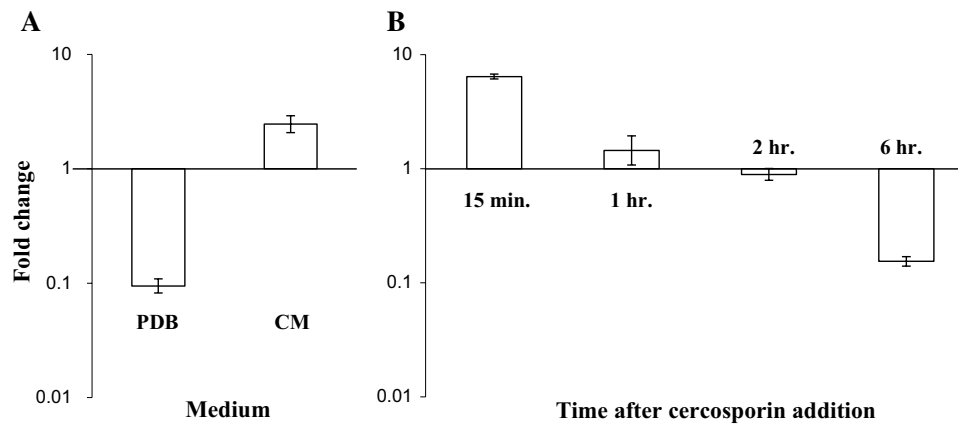 A
B
10
1
0.1
0.01
Fold change
PDB
CM
Medium
10
1
0.1
0.01
15 min.
1 hr.
2 hr.
6 hr.
Time after cercosporin addition